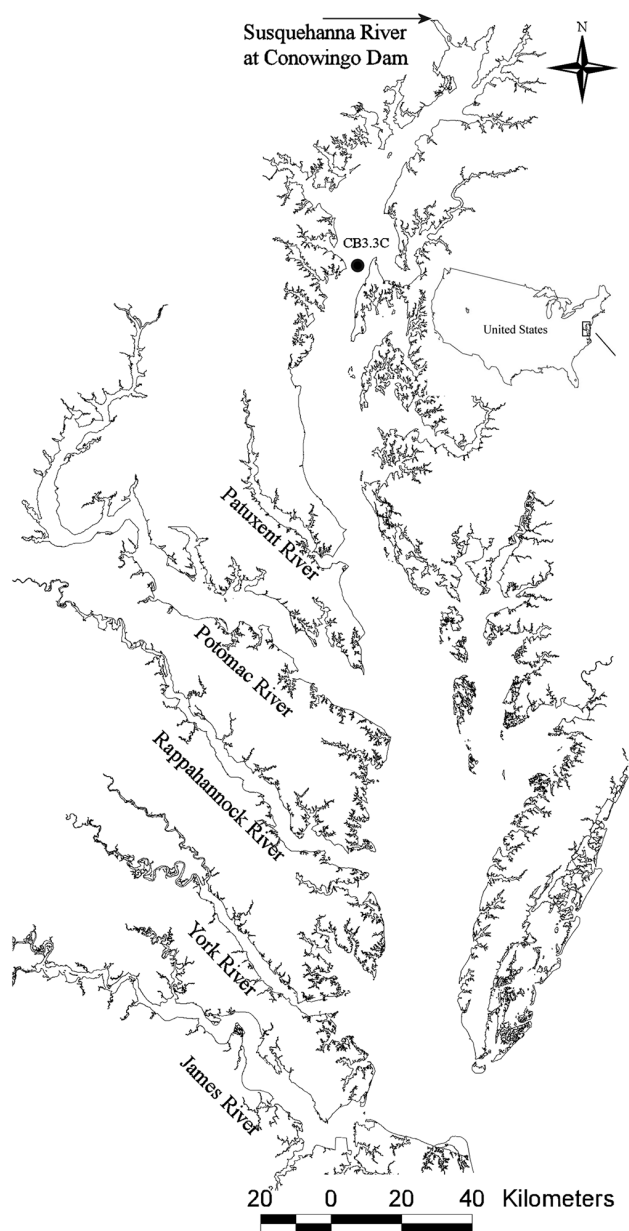 Susquehanna River
at Conowingo Dam
N
CB3.3C
United States
Patuxent River
Potomac River
Rappahannock River
York River
James River
20 0 20 40 Kilometers